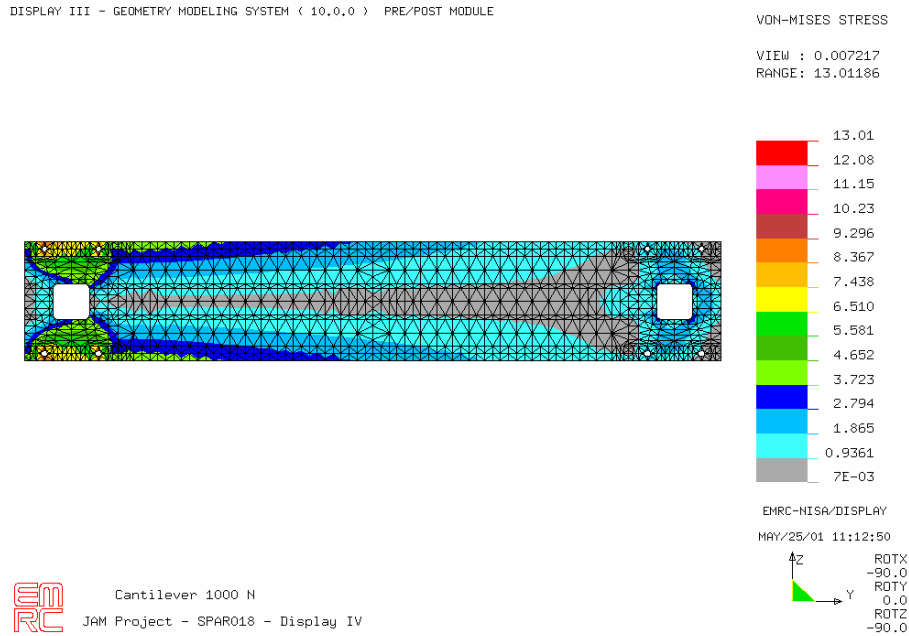 DISPLAY III - GEOMETRY MODELING SYSTEM ( 10.0.0 ) PRE/POST MODULE
VON-MISES STRESS
VIEW : 0.007217
RANGE: 13.01186
13.01
12.08
11.15
10.23
9.296
8.367
7.438
6.510
5.581
4.652
3.723
2.794
1.865
0.9361
7E-03
EMRC-NISA/DISPLAY
MAY/25/01 11:12:50
Z
Y
ROTX
-90.0
ROTY
0.0
ROTZ
-90.0
EM
RC
Cantilever 1000 N
JAM Project - SPAR018 - Display IV